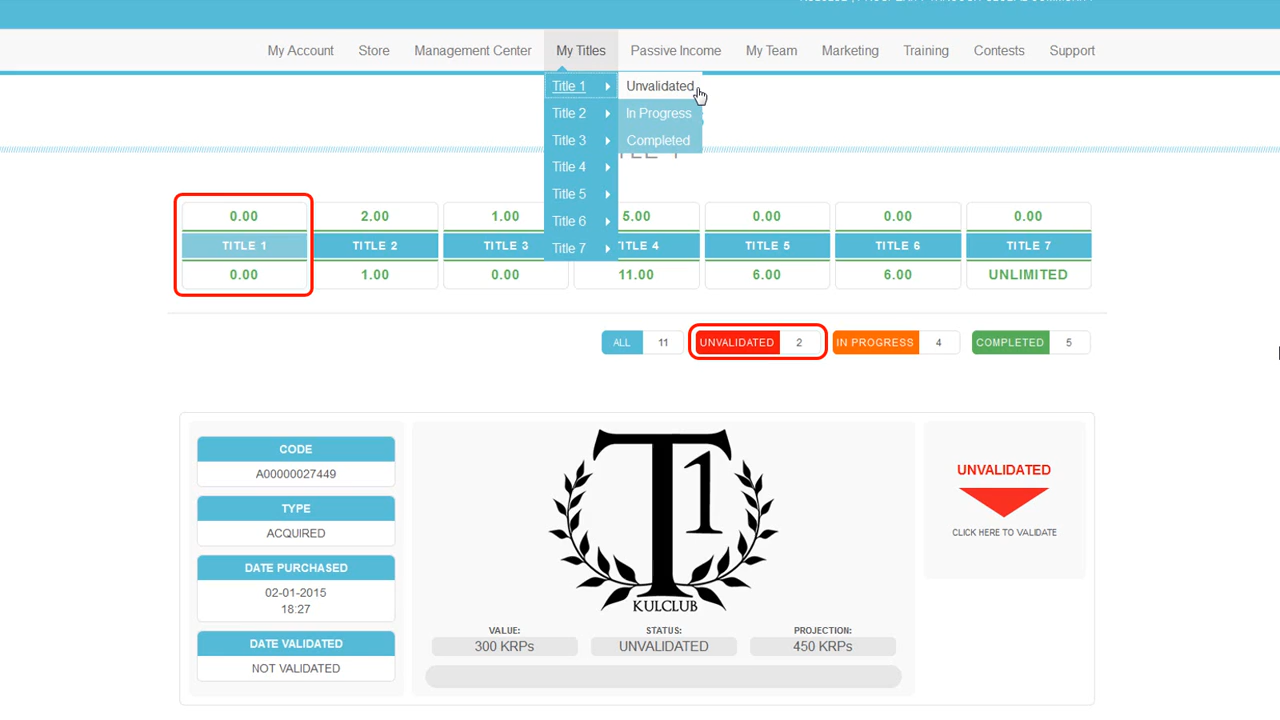 My Account Store Management Center My Titles Passive Income My Team Marketing Training Contests Support
Title 1 Unvalidated
Title 2 In Progress
Title 3 Completed
Title 4
Title 5
Title 6
Title 7
0.00 2.00 1.00 5.00 0.00 0.00 0.00
TITLE 1 TITLE 2 TITLE 3 TITLE 4 TITLE 5 TITLE 6 TITLE 7
0.00 1.00 0.00 11.00 6.00 6.00 UNLIMITED
ALL 11 UNVALIDATED 2 IN PROGRESS 4 COMPLETED 5
CODE
A00000027449
TYPE
ACQUIRED
DATE PURCHASED
02-01-2015
18:27
DATE VALIDATED
NOT VALIDATED
T1
KULCLUB
VALUE: STATUS: PROJECTION:
300 KRPs UNVALIDATED 450 KRPs
UNVALIDATED
CLICK HERE TO VALIDATE